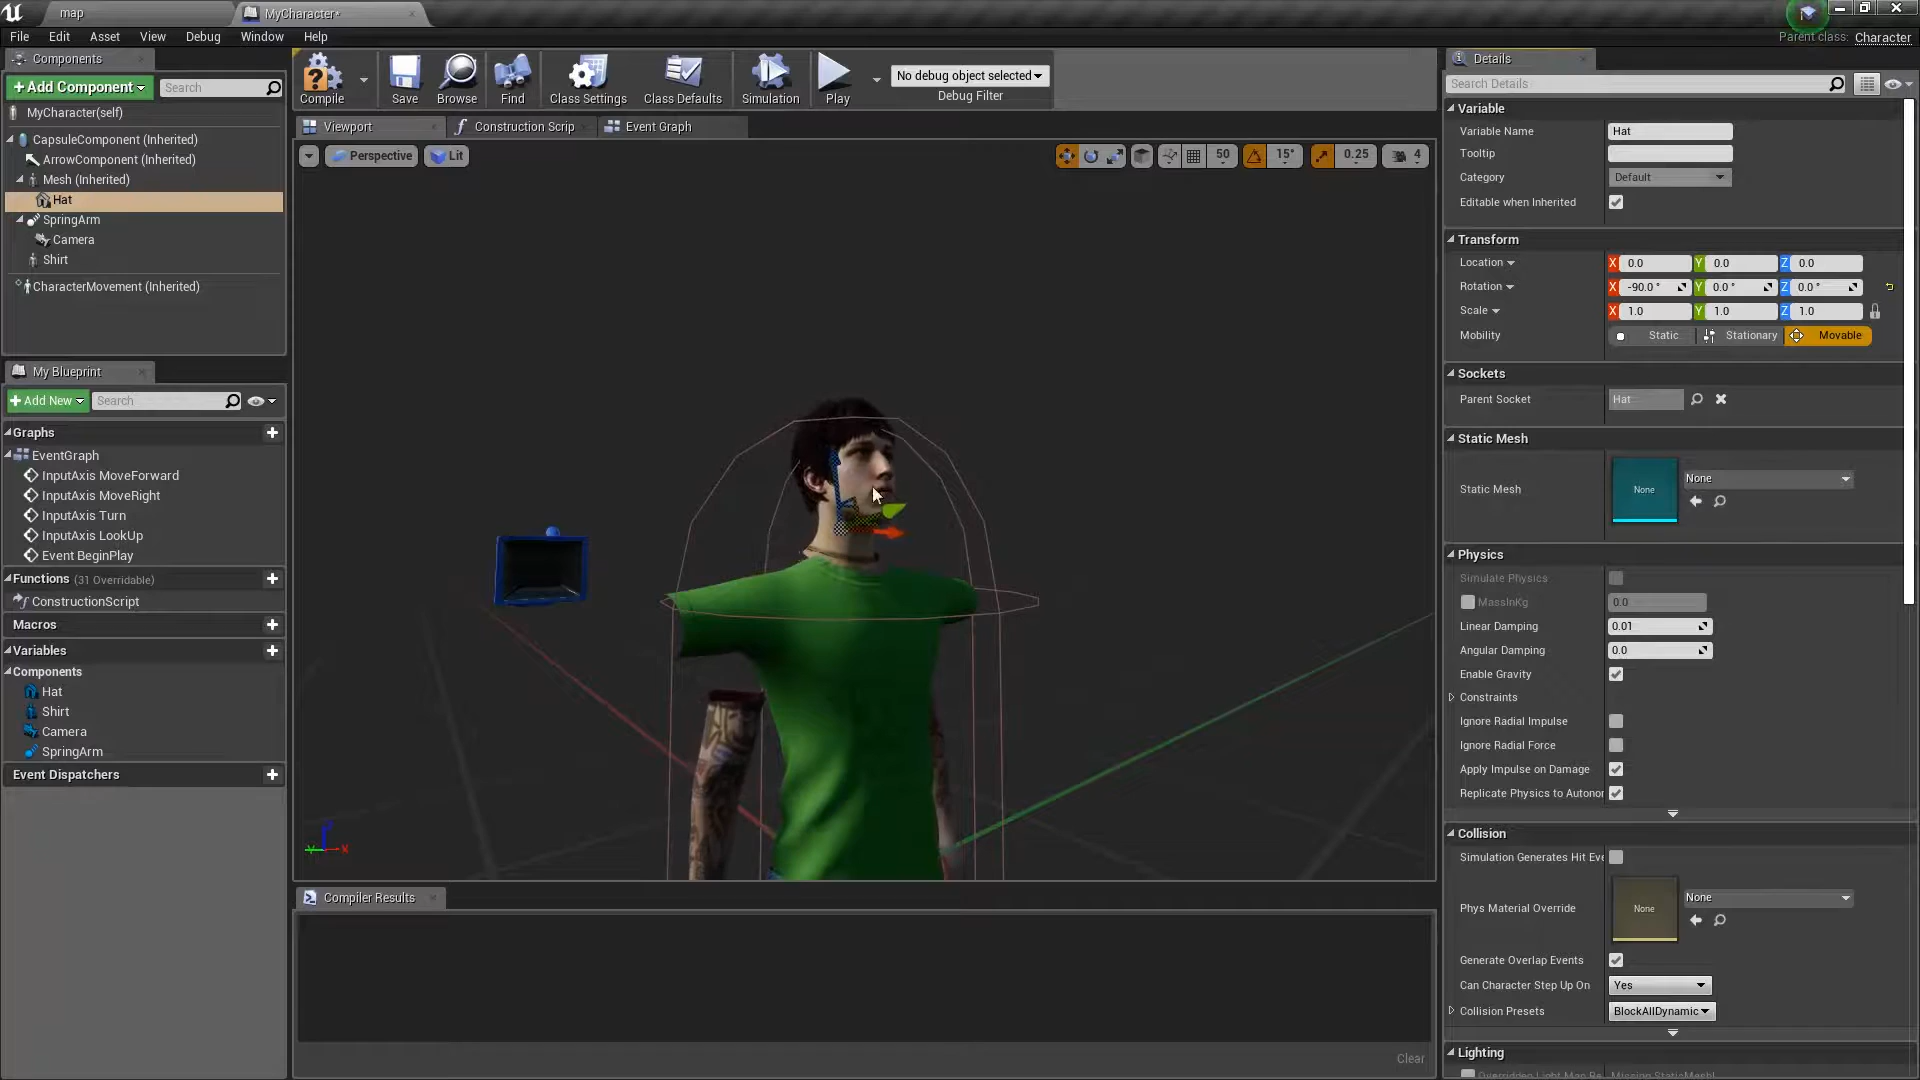 map
MyCharacter*
File
Edit
Asset
View
Debug
Window
Help
Parent class: Character
Components
+Add Component
Search
MyCharacter(self)
CapsuleComponent (Inherited)
ArrowComponent (Inherited)
Mesh (Inherited)
Hat
SpringArm
Camera
Shirt
CharacterMovement (Inherited)
My Blueprint
+Add New
Search
Graphs
EventGraph
InputAxis MoveForward
InputAxis MoveRight
InputAxis Turn
InputAxis LookUp
Event BeginPlay
Functions (31 Overridable)
ConstructionScript
Macros
Variables
Components
Hat
Shirt
Camera
SpringArm
Event Dispatchers
Compile
Save
Browse
Find
Class Settings
Class Defaults
Simulation
Play
No debug object selected
Debug Filter
Viewport
Construction Scrip
Event Graph
Perspective
Lit
50
15°
0.25
4
Compiler Results
Clear
Details
Search Details
Variable
Variable Name
Hat
Tooltip
Category
Default
Editable when Inherited
Transform
Location
X 0.0
Y 0.0
Z 0.0
Rotation
X -90.0 °
Y 0.0 °
Z 0.0 °
Scale
X 1.0
Y 1.0
Z 1.0
Mobility
Static
Stationary
Movable
Sockets
Parent Socket
Hat
Static Mesh
Static Mesh
None
None
Physics
Simulate Physics
MassInKg
0.0
Linear Damping
0.01
Angular Damping
0.0
Enable Gravity
Constraints
Ignore Radial Impulse
Ignore Radial Force
Apply Impulse on Damage
Replicate Physics to Autonor
Collision
Simulation Generates Hit Eve
Phys Material Override
None
None
Generate Overlap Events
Can Character Step Up On
Yes
Collision Presets
BlockAllDynamic
Lighting